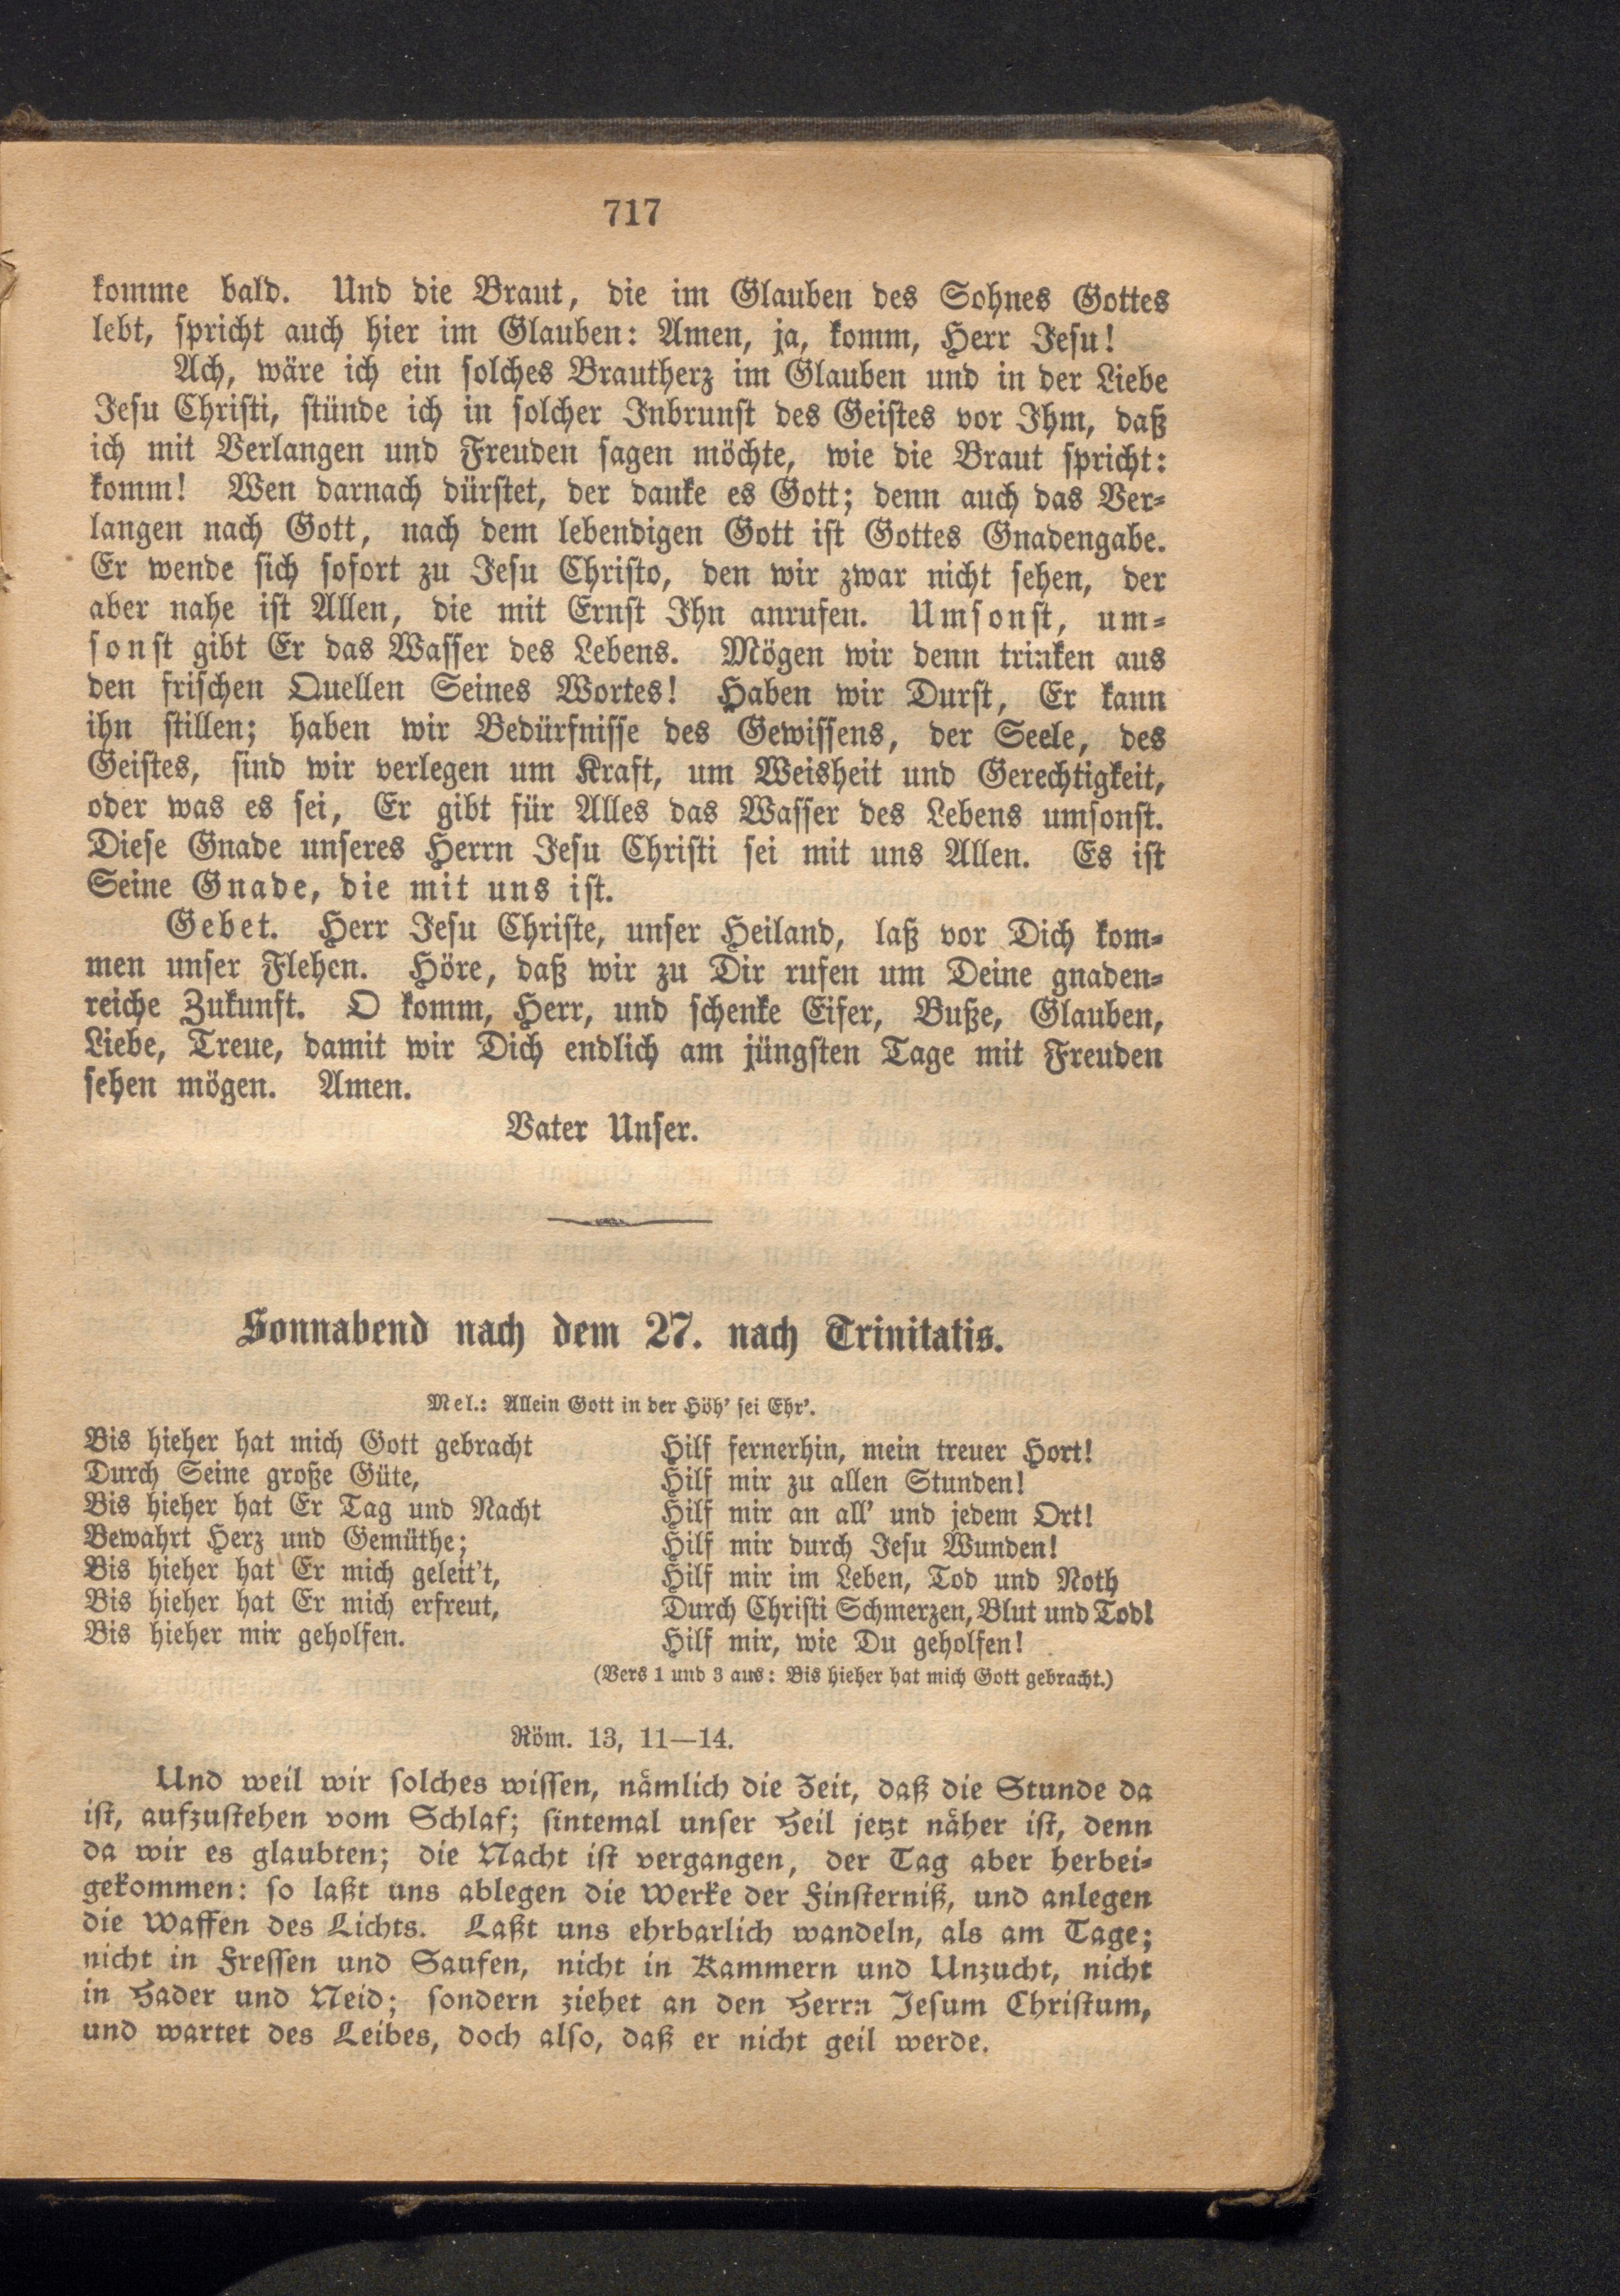 717
komme bald. Und die Braut, die im Glauben des Sohnes Gottes
lebt, spricht auch hier im Glauben: Amen, ja, komm, Herr Jesu!
Ach, wäre ich ein solches Brautherz im Glauben und in der Liebe
Jesu Christi, stünde ich in solcher Inbrunst des Geistes vor Ihm, daß
ich mit Verlangen und Freuden sagen möchte, wie die Braut spricht:
komm! Wen darnach dürstet, der danke es Gott; denn auch das Ver-
langen nach Gott, nach dem lebendigen Gott ist Gottes Gnadengabe.
Er wende sich sofort zu Jesu Christo, den wir zwar nicht sehen, der
aber nahe ist Allen, die mit Ernst Ihn anrufen. Umsonst, um-
sonst gibt Er das Wasser des Lebens. Mögen wir denn trinken aus
den frischen Quellen Seines Wortes! Haben wir Durst, Er kann
ihn stillen; haben wir Bedürfnisse des Gewissens, der Seele, des
Geistes, sind wir verlegen um Kraft, um Weisheit und Gerechtigkeit,
oder was es sei, Er gibt für Alles das Wasser des Lebens umsonst.
Diese Gnade unseres Herrn Jesu Christi sei mit uns Allen. Es ist
Seine Gnade, die mit uns ist.
Gebet. Herr Jesu Christe, unser Heiland, laß vor Dich kom-
men unser Flehen. Höre, daß wir zu Dir rufen um Deine gnaden-
reiche Zukunft. O komm, Herr, und schenke Eifer, Buße, Glauben,
Liebe, Treue, damit wir Dich endlich am jüngsten Tage mit Freuden
sehen mögen. Amen.
Vater Unser.
Sonnabend nach dem 27. nach Trinitatis.
Mel.: Allein Gott in der Höh' sei Ehr'.
Bis hieher hat mich Gott gebracht
Durch Seine große Güte,
Bis hieher hat Er Tag und Nacht
Bewahrt Herz und Gemüthe;
Bis hieher hat Er mich geleit't,
Bis hieher hat Er mich erfreut,
Bis hieher mir geholfen.
Hilf fernerhin, mein treuer Hort!
Hilf mir zu allen Stunden!
Hilf mir an all' und jedem Ort!
Hilf mir durch Jesu Wunden!
Hilf mir im Leben, Tod und Noth
Durch Christi Schmerzen, Blut und Tod!
Hilf mir, wie Du geholfen!
(Vers 1 und 3 aus: Bis hieher hat mich Gott gebracht.)
Röm. 13, 11—14.
Und weil wir solches wissen, nämlich die Zeit, daß die Stunde da
ist, aufzustehen vom Schlaf; sintemal unser Heil jetzt näher ist, denn
da wir es glaubten; die Nacht ist vergangen, der Tag aber herbei-
gekommen: so laßt uns ablegen die Werke der Finsterniß, und anlegen
die Waffen des Lichts. Laßt uns ehrbarlich wandeln, als am Tage;
nicht in Fressen und Saufen, nicht in Kammern und Unzucht, nicht
in Hader und Neid; sondern ziehet an den Herrn Jesum Christum,
und wartet des Leibes, doch also, daß er nicht geil werde.